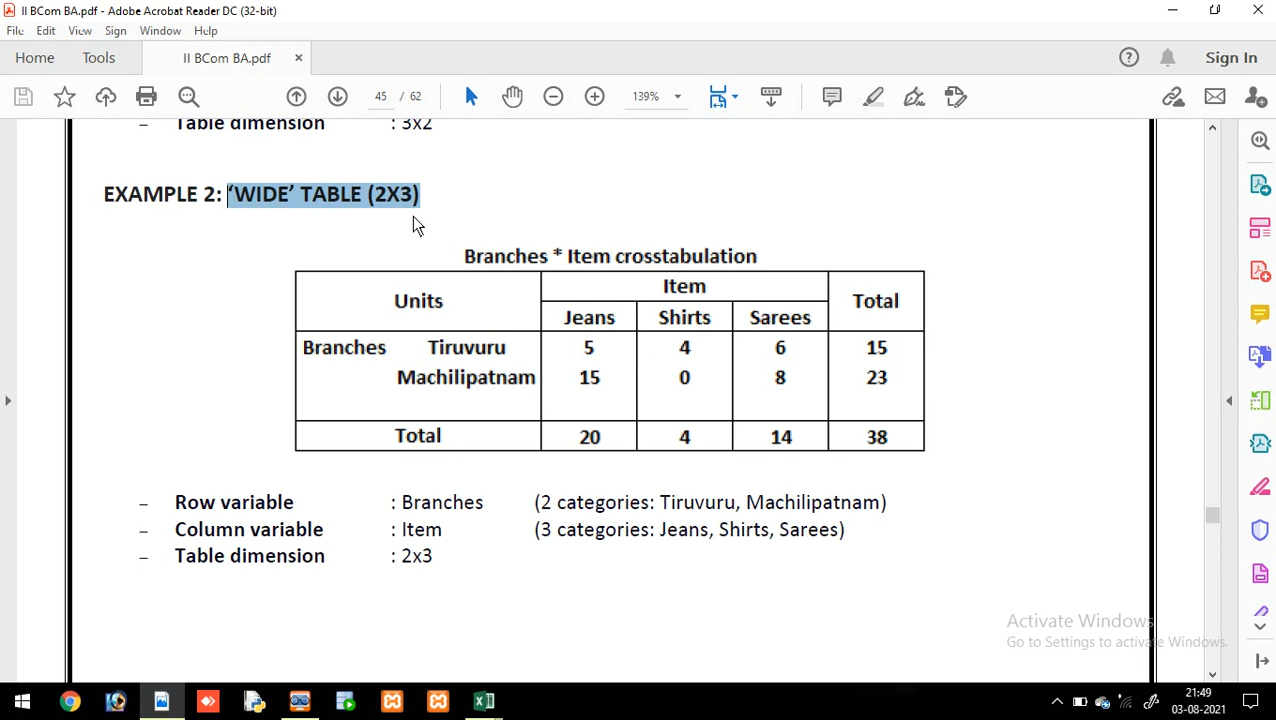 II BCom BA.pdf - Adobe Acrobat Reader DC (32-bit)
File Edit View Sign Window Help
Home Tools II BCom BA.pdf Sign In
45 / 62 139%
Table dimension : 3x2
EXAMPLE 2: ‘WIDE’ TABLE (2X3)
Branches * Item crosstabulation
Units Item Total
Jeans Shirts Sarees
Branches Tiruvuru 5 4 6 15
Machilipatnam 15 0 8 23
Total 20 4 14 38
– Row variable : Branches (2 categories: Tiruvuru, Machilipatnam)
– Column variable : Item (3 categories: Jeans, Shirts, Sarees)
– Table dimension : 2x3
Activate Windows
Go to Settings to activate Windows.
21:49
03-08-2021